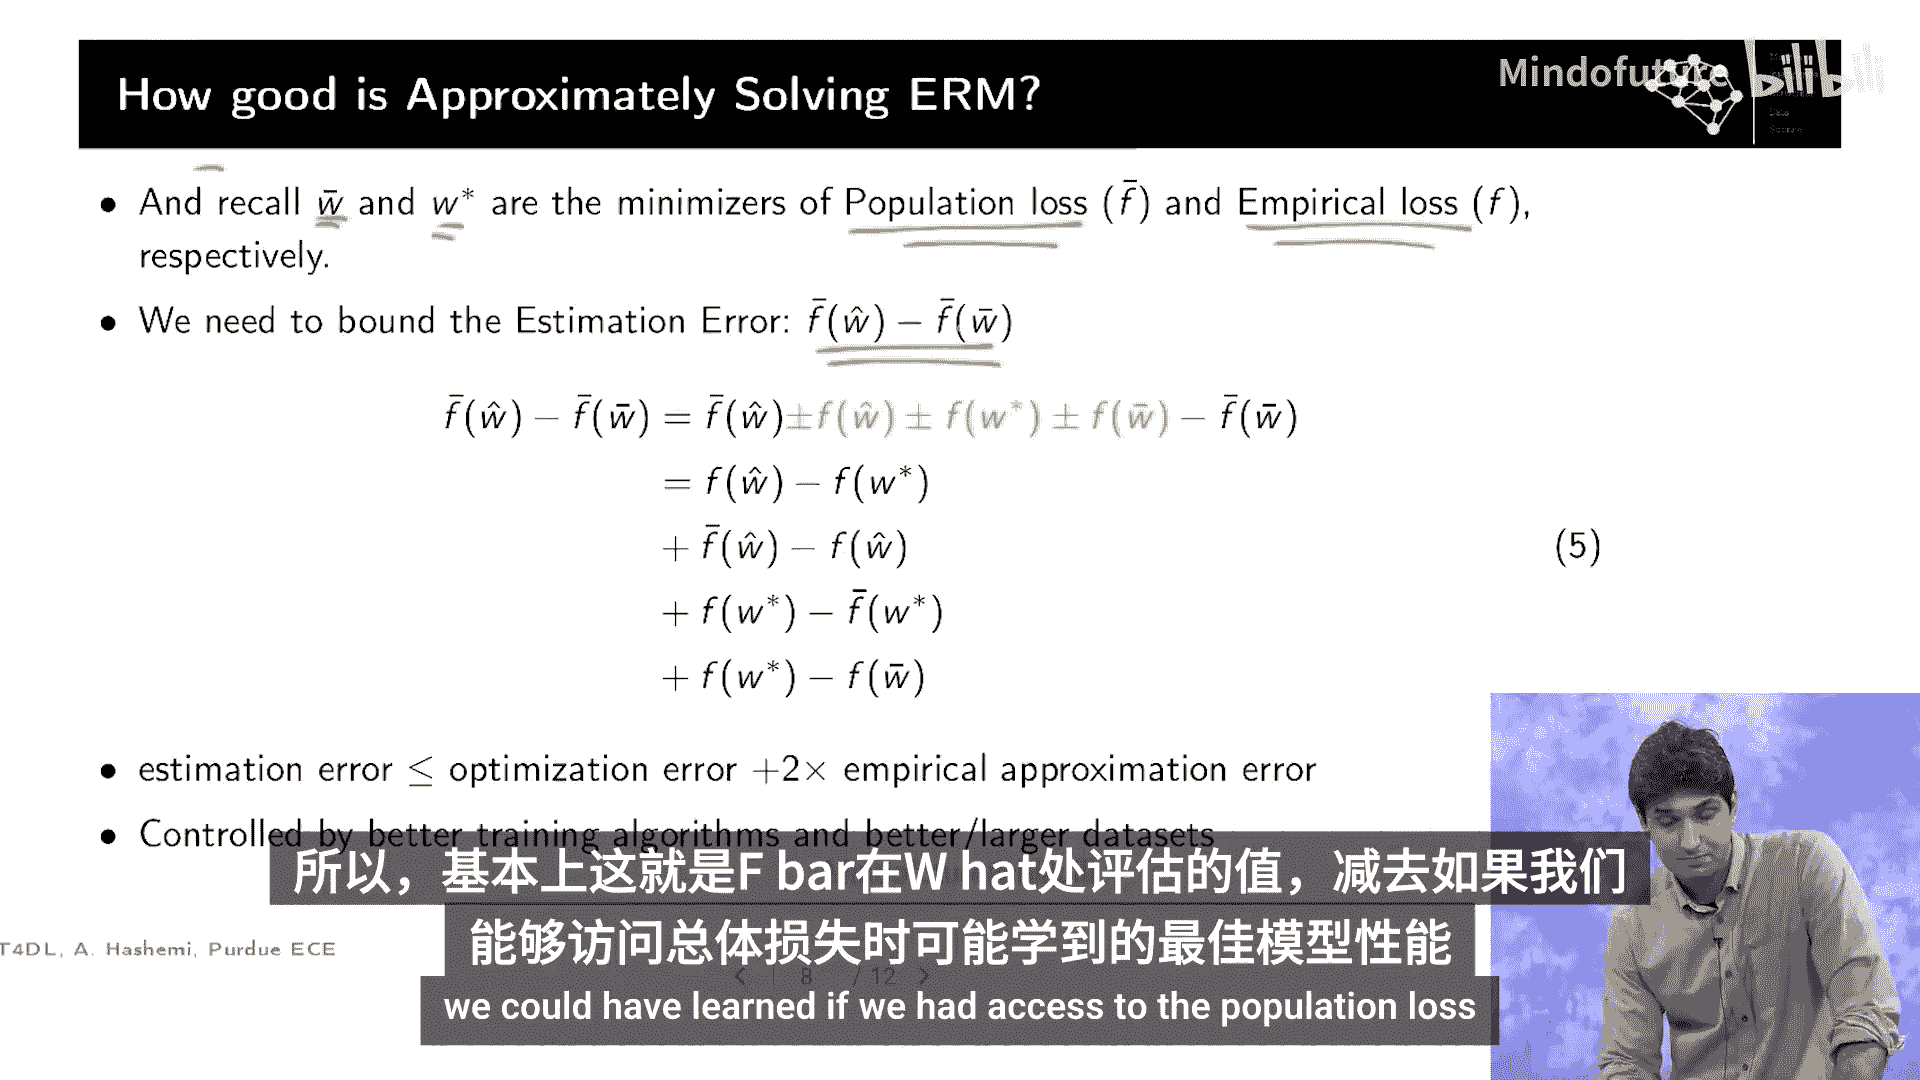 How good is Approximately Solving ERM?
Mindofuture
bilibili
• And recall w̄ and w* are the minimizers of Population loss (f̄) and Empirical loss (f),
respectively.
• We need to bound the Estimation Error: f̄(ŵ) − f̄(w̄)
f̄(ŵ) − f̄(w̄) = f̄(ŵ)±f(ŵ) ± f(w*) ± f(w̄) − f̄(w̄)
= f(ŵ) − f(w*)
+ f̄(ŵ) − f(ŵ)
(5)
+ f(w*) − f̄(w*)
+ f(w*) − f(w̄)
• estimation error ≤ optimization error +2× empirical approximation error
• Controlled by better training algorithms and better/larger datasets
所以，基本上这就是F bar在W hat处评估的值，减去如果我们
能够访问总体损失时可能学到的最佳模型性能
T4DL, A. Hashemi, Purdue ECE
8 / 12
we could have learned if we had access to the population loss